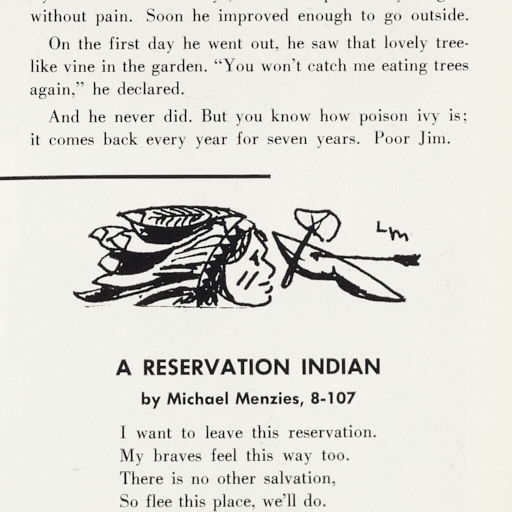 without pain. Soon he improved enough to go outside.
On the first day he went out, he saw that lovely tree-
like vine in the garden. “You won’t catch me eating trees
again,” he declared.
And he never did. But you know how poison ivy is;
it comes back every year for seven years. Poor Jim.
LM
A RESERVATION INDIAN
by Michael Menzies, 8-107
I want to leave this reservation.
My braves feel this way too.
There is no other salvation,
So flee this place, we’ll do.